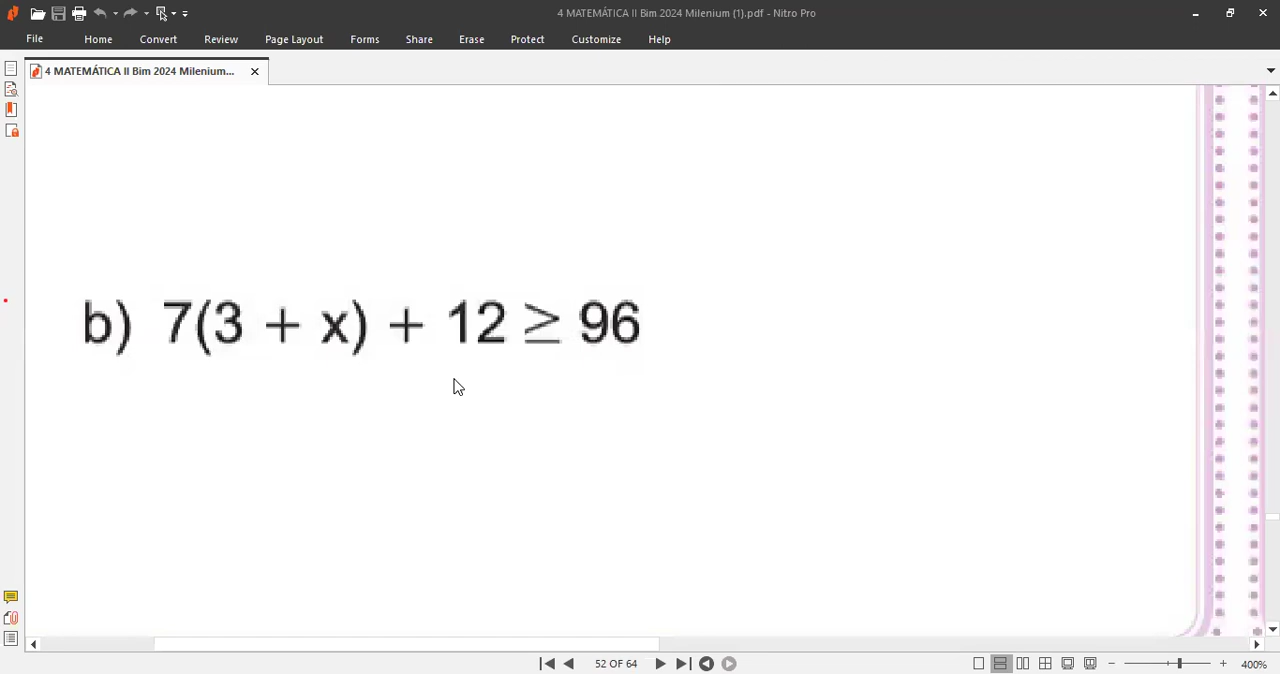 4 MATEMÁTICA II Bim 2024 Milenium (1).pdf - Nitro Pro
File Home Convert Review Page Layout Forms Share Erase Protect Customize Help
4 MATEMÁTICA II Bim 2024 Milenium...
b) 7(3 + x) + 12 ≥ 96
52 OF 64
400%